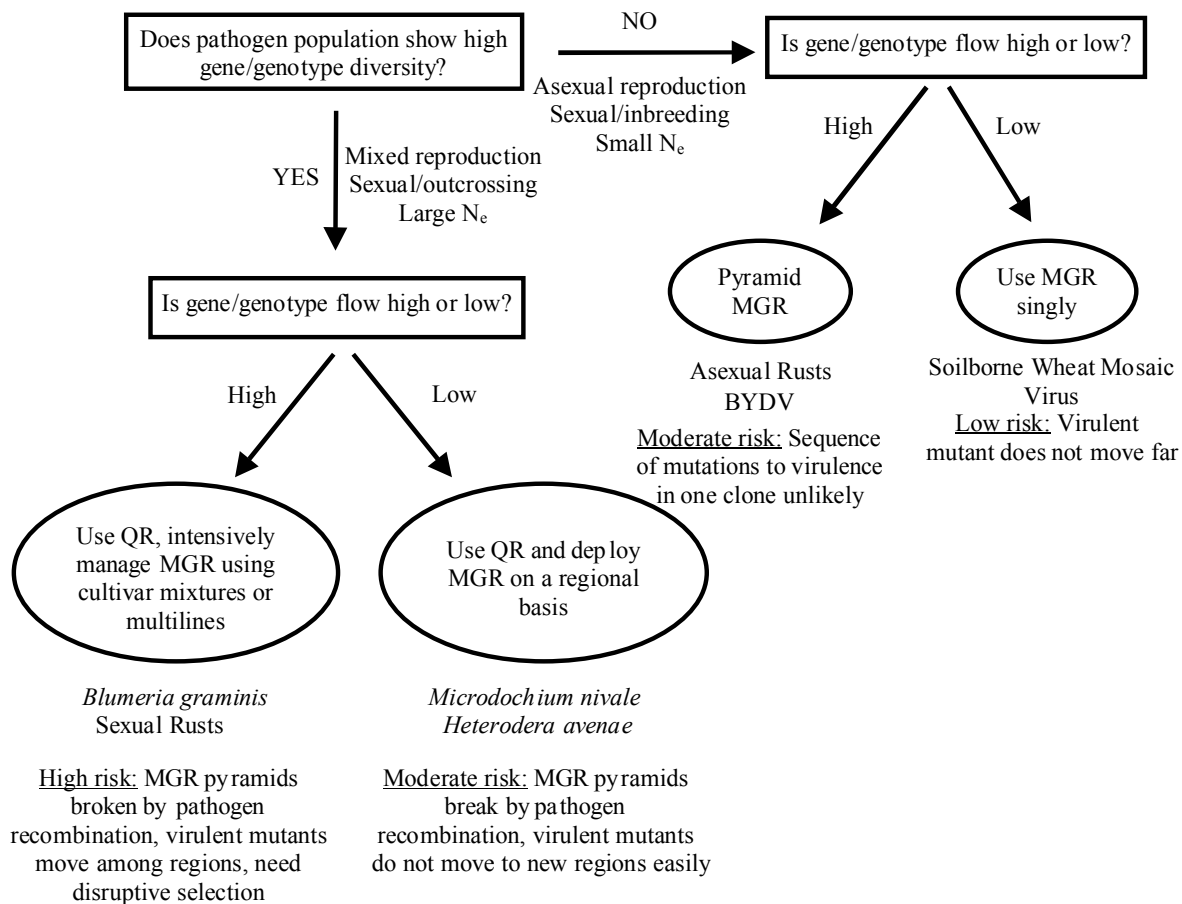 Does pathogen population show high
gene/genotype diversity?
NO
Asexual reproduction
Sexual/inbreeding
Small Ne
Is gene/genotype flow high or low?
High
Low
YES
Mixed reproduction
Sexual/outcrossing
Large Ne
Pyramid
MGR
Use MGR
singly
Is gene/genotype flow high or low?
Asexual Rusts
BYDV
Moderate risk: Sequence
of mutations to virulence
in one clone unlikely
Soilborne Wheat Mosaic
Virus
Low risk: Virulent
mutant does not move far
High
Low
Use QR, intensively
manage MGR using
cultivar mixtures or
multilines
Use QR and deploy
MGR on a regional
basis
Blumeria graminis
Sexual Rusts
High risk: MGR pyramids
broken by pathogen
recombination, virulent mutants
move among regions, need
disruptive selection
Microdochium nivale
Heterodera avenae
Moderate risk: MGR pyramids
break by pathogen
recombination, virulent mutants
do not move to new regions easily